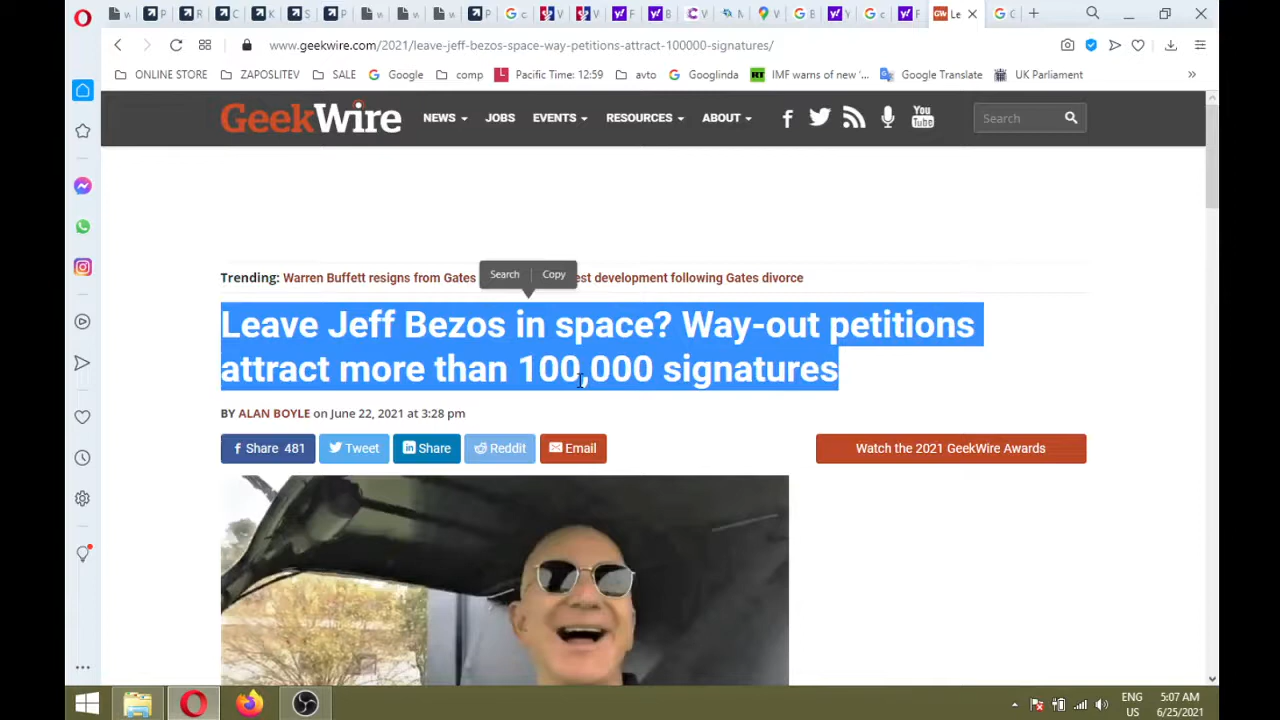 www.geekwire.com/2021/leave-jeff-bezos-space-way-petitions-attract-100000-signatures/
ONLINE STORE ZAPOSLITEV SALE Google comp Pacific Time: 12:59 avto Googlinda IMF warns of new ‘... Google Translate UK Parliament »
GeekWire NEWS JOBS EVENTS RESOURCES ABOUT You Tube Search
Search Copy
Trending: Warren Buffett resigns from Gates est development following Gates divorce
Leave Jeff Bezos in space? Way-out petitions
attract more than 100,000 signatures
BY ALAN BOYLE on June 22, 2021 at 3:28 pm
Share 481 Tweet Share Reddit Email Watch the 2021 GeekWire Awards
ENG 5:07 AM
US 6/25/2021